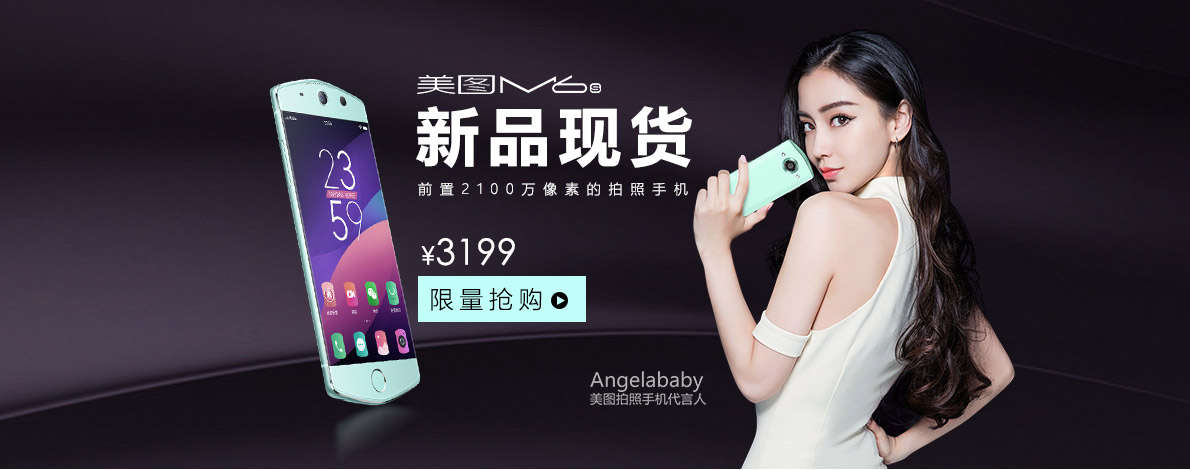 美图M6s
新品现货
前置2100万像素的拍照手机
¥3199
限量抢购
Angelababy
美图拍照手机代言人
23
59